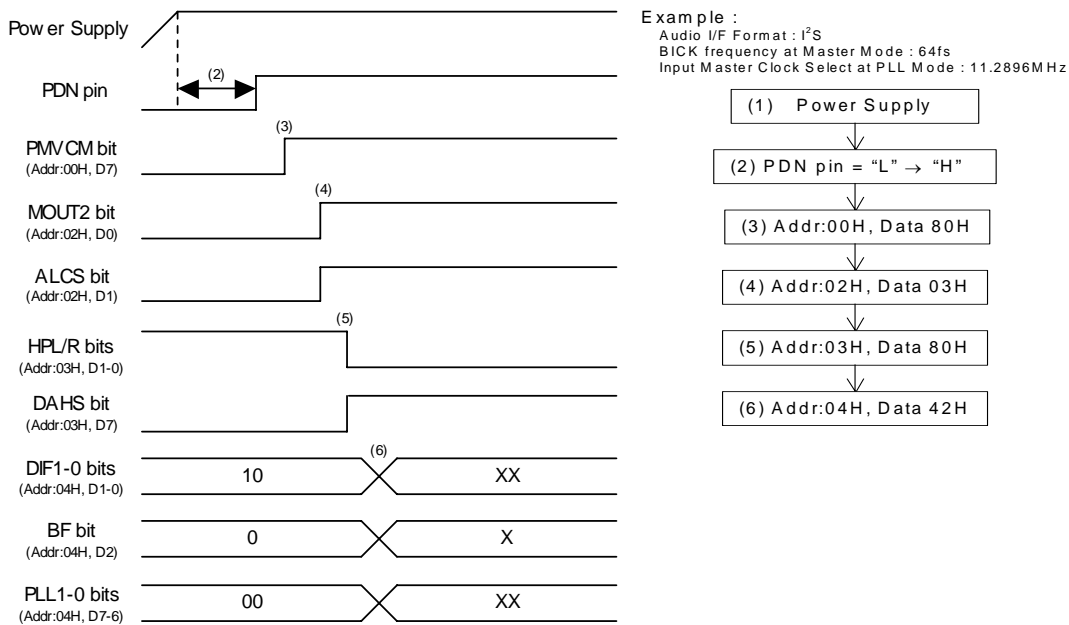 Power Supply
(2)
PDN pin
(3)
PMVCM bit
(Addr:00H, D7)
(4)
MOUT2 bit
(Addr:02H, D0)
ALCS bit
(Addr:02H, D1)
(5)
HPL/R bits
(Addr:03H, D1-0)
DAHS bit
(Addr:03H, D7)
(6)
DIF1-0 bits
(Addr:04H, D1-0)
10 XX
BF bit
(Addr:04H, D2)
0 X
PLL1-0 bits
(Addr:04H, D7-6)
00 XX
Example :
Audio I/F Format : I²S
BICK frequency at Master Mode : 64fs
Input Master Clock Select at PLL Mode : 11.2896MHz
(1) Power Supply
(2) PDN pin = “L” → “H”
(3) Addr:00H, Data 80H
(4) Addr:02H, Data 03H
(5) Addr:03H, Data 80H
(6) Addr:04H, Data 42H